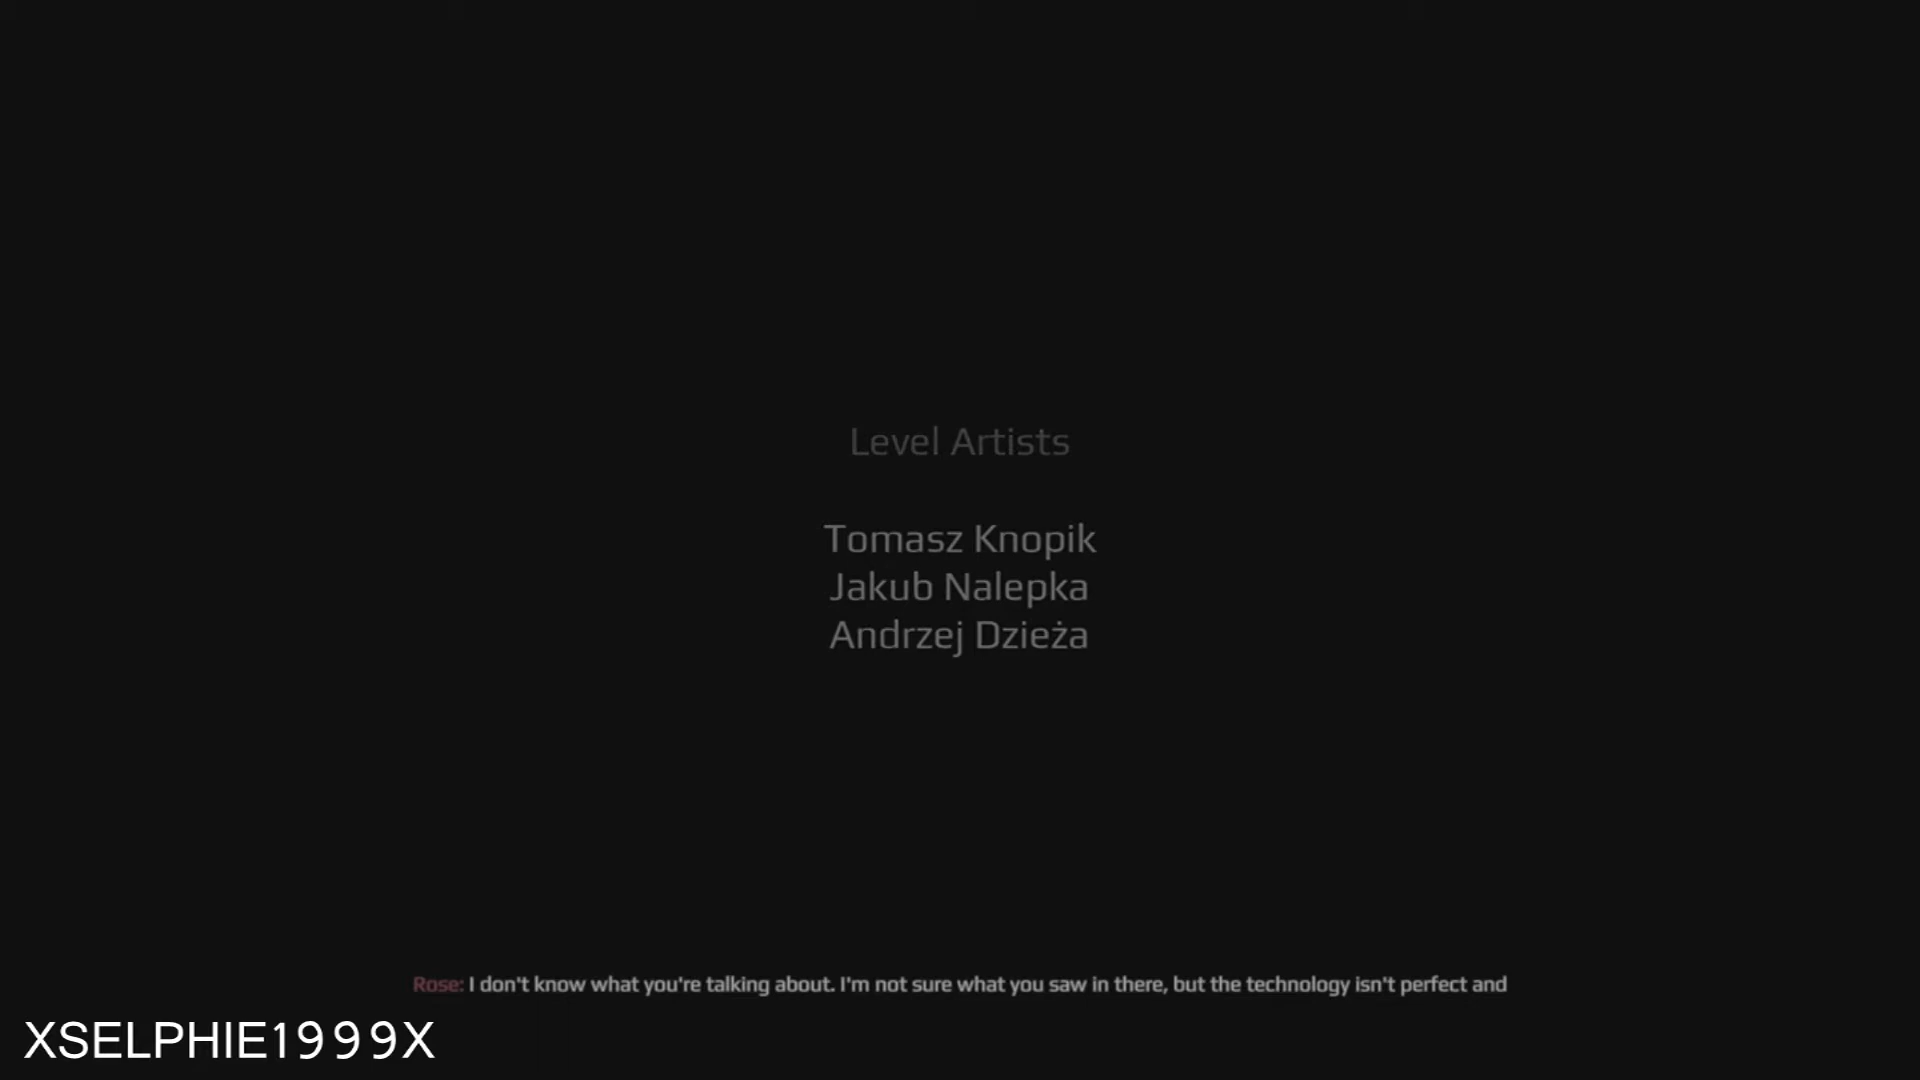 Level Artists
Tomasz Knopik
Jakub Nalepka
Andrzej Dzieża
Rose: I don't know what you're talking about. I'm not sure what you saw in there, but the technology isn't perfect and
XSELPHIE1999X